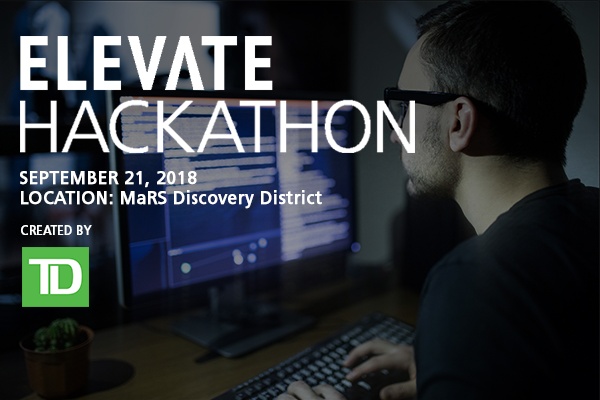 ELEVATE
HACKATHON
SEPTEMBER 21, 2018
LOCATION: MaRS Discovery District
CREATED BY
TD